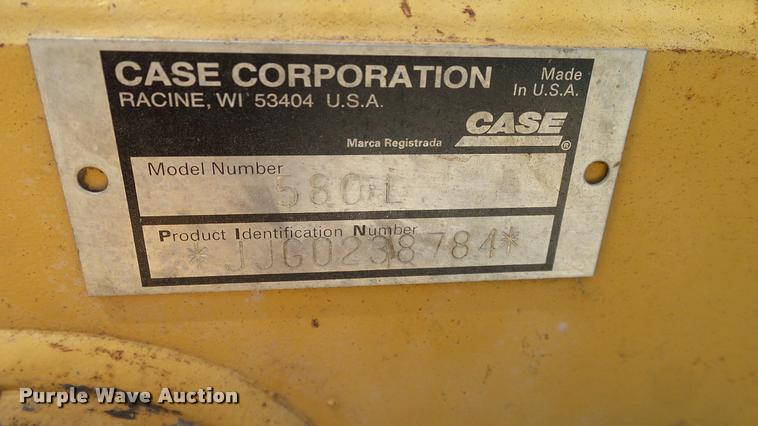 CASE CORPORATION
RACINE, WI 53404 U.S.A.
Made
In U.S.A.
Marca Registrada
CASE®
Model Number
580 L
Product Identification Number
*JJG0238784*
Purple Wave Auction